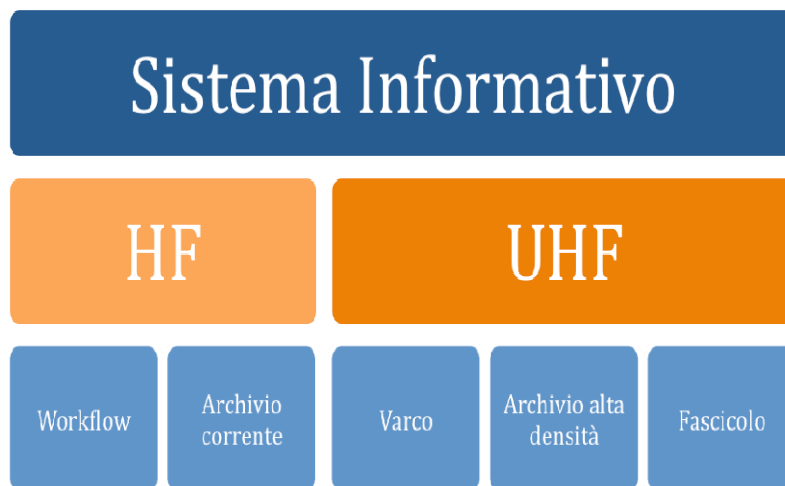 Sistema Informativo
HF
UHF
Workflow
Archivio
corrente
Varco
Archivio alta
densità
Fascicolo